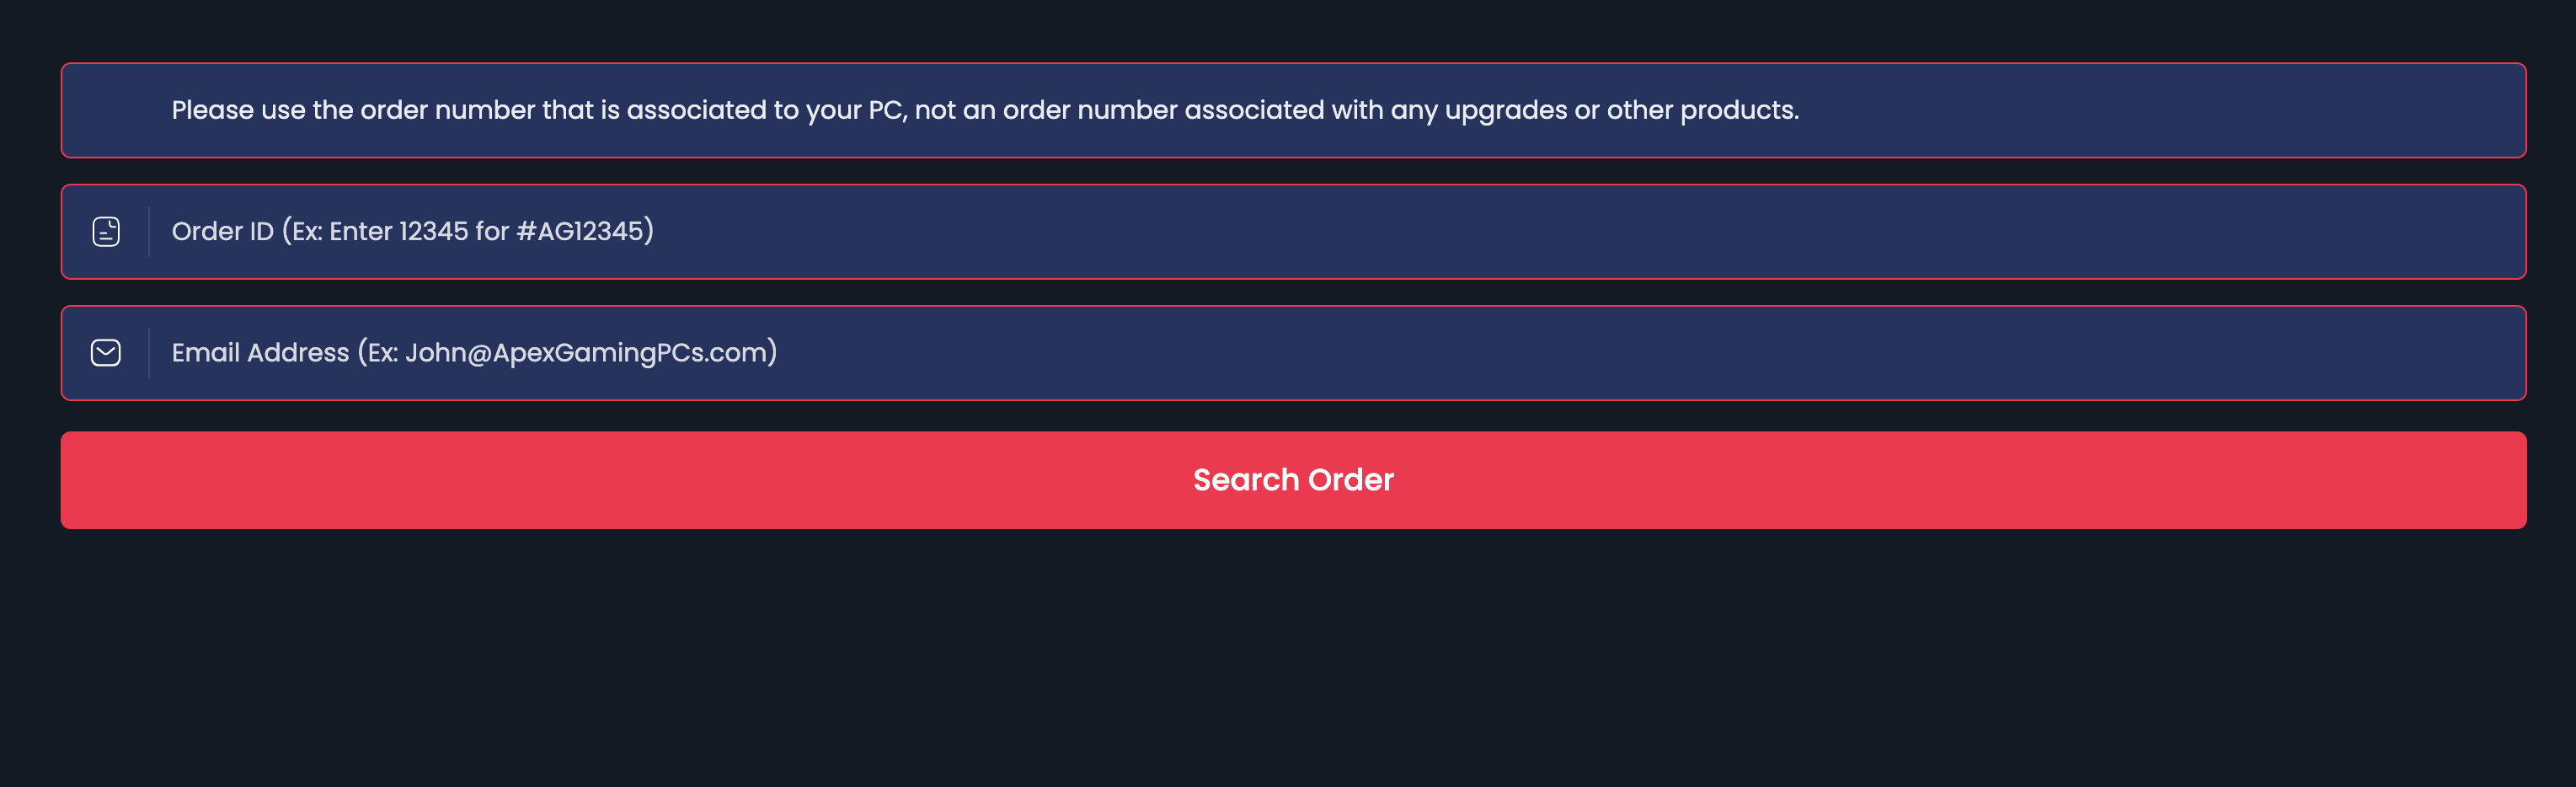 Please use the order number that is associated to your PC, not an order number associated with any upgrades or other products.
Order ID (Ex: Enter 12345 for #AG12345)
Email Address (Ex: John@ApexGamingPCs.com)
Search Order